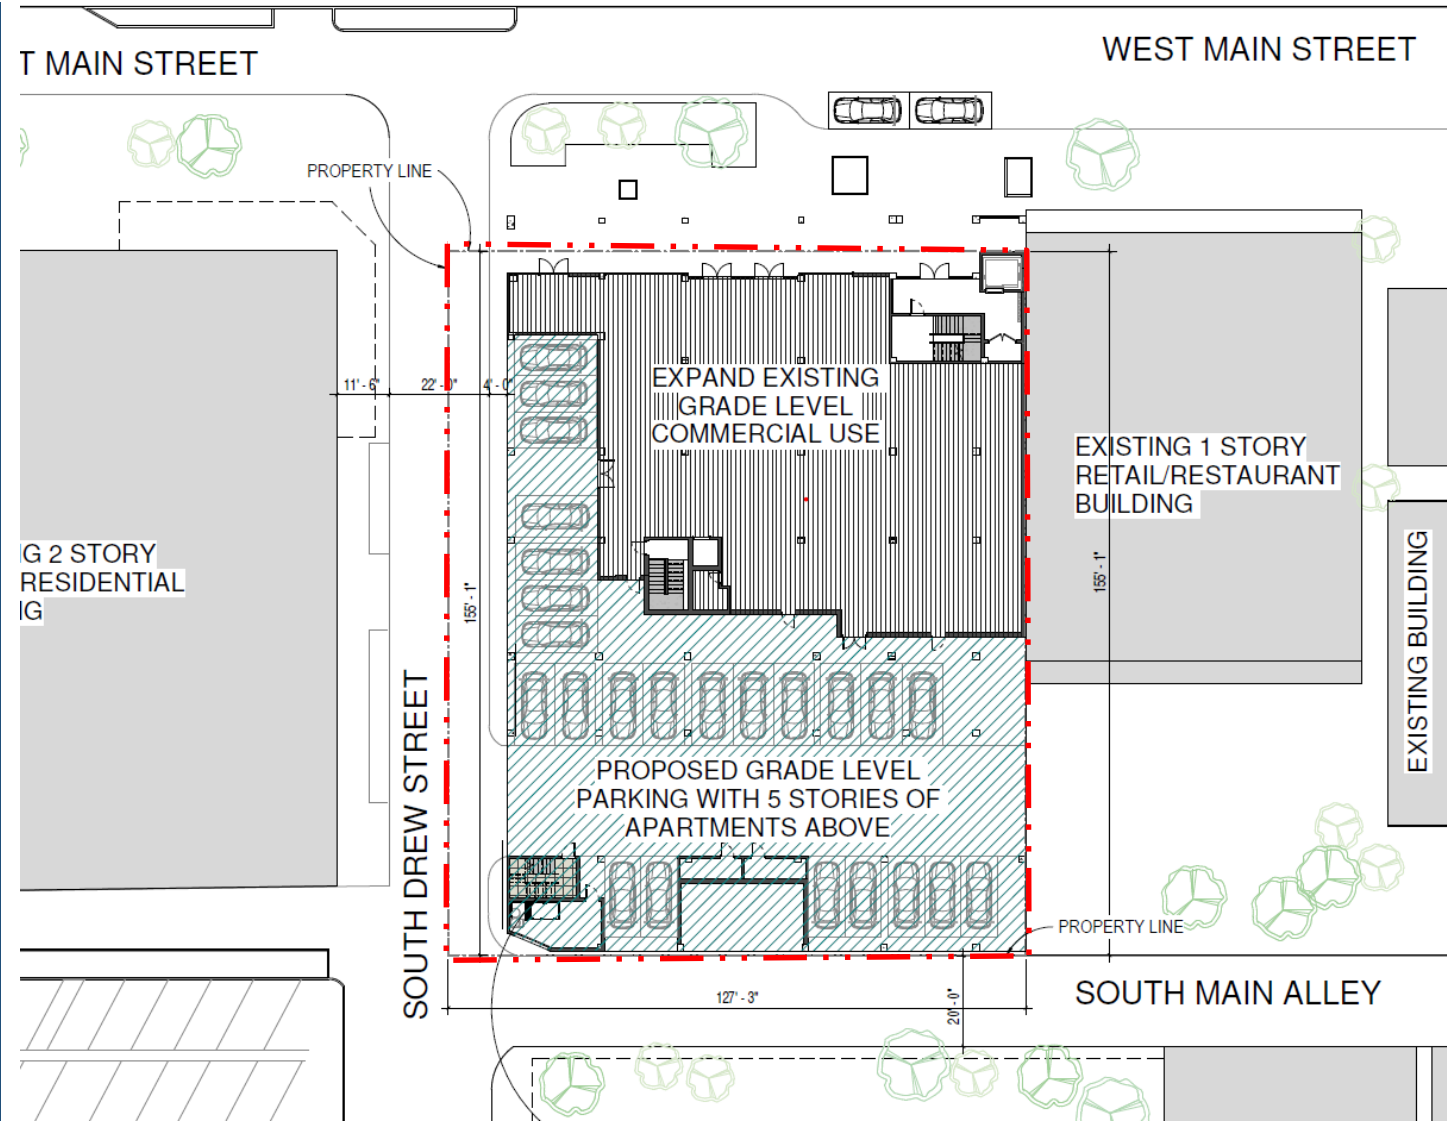 T MAIN STREET
WEST MAIN STREET
PROPERTY LINE
11' - 6"
22' - 0"
4' - 0"
EXPAND EXISTING
GRADE LEVEL
COMMERCIAL USE
EXISTING 1 STORY
RETAIL/RESTAURANT
BUILDING
G 2 STORY
RESIDENTIAL
G
155' - 1"
155' - 1"
EXISTING BUILDING
SOUTH DREW STREET
PROPOSED GRADE LEVEL
PARKING WITH 5 STORIES OF
APARTMENTS ABOVE
PROPERTY LINE
127' - 3"
20' - 0"
SOUTH MAIN ALLEY